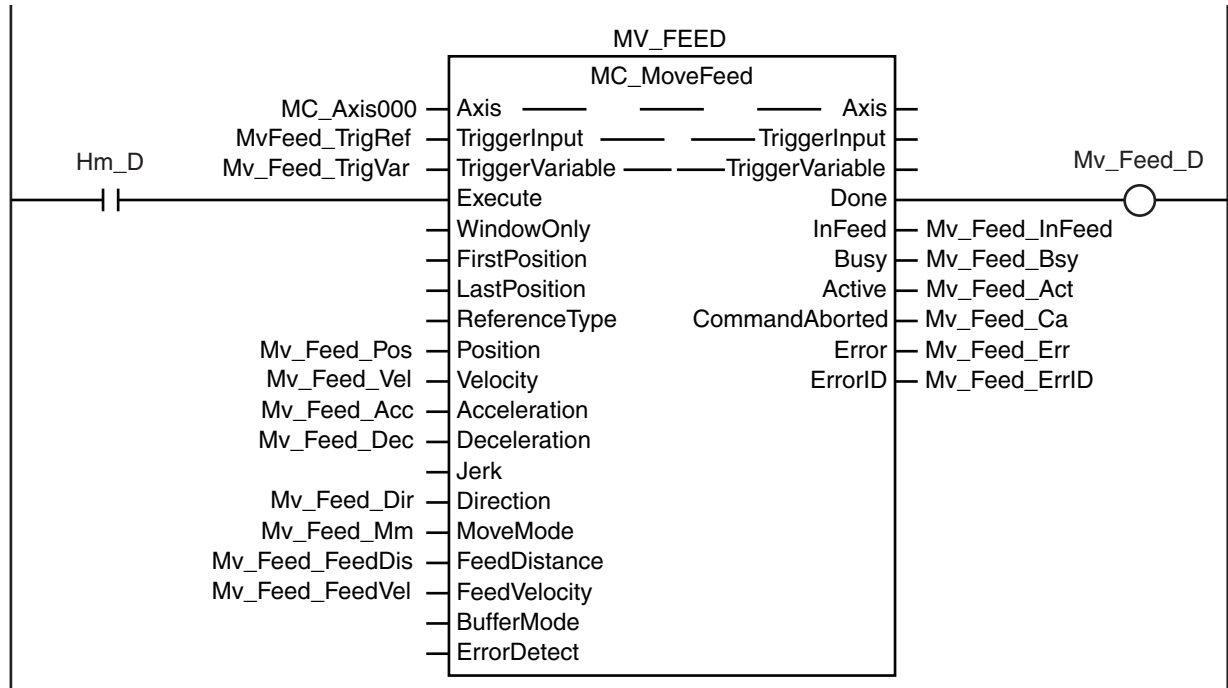 MV_FEED
MC_MoveFeed
MC_Axis000 Axis Axis
MvFeed_TrigRef TriggerInput TriggerInput
Hm_D Mv_Feed_TrigVar TriggerVariable TriggerVariable Mv_Feed_D
Execute Done
WindowOnly InFeed Mv_Feed_InFeed
FirstPosition Busy Mv_Feed_Bsy
LastPosition Active Mv_Feed_Act
ReferenceType CommandAborted Mv_Feed_Ca
Mv_Feed_Pos Position Error Mv_Feed_Err
Mv_Feed_Vel Velocity ErrorID Mv_Feed_ErrID
Mv_Feed_Acc Acceleration
Mv_Feed_Dec Deceleration
Jerk
Mv_Feed_Dir Direction
Mv_Feed_Mm MoveMode
Mv_Feed_FeedDis FeedDistance
Mv_Feed_FeedVel FeedVelocity
BufferMode
ErrorDetect